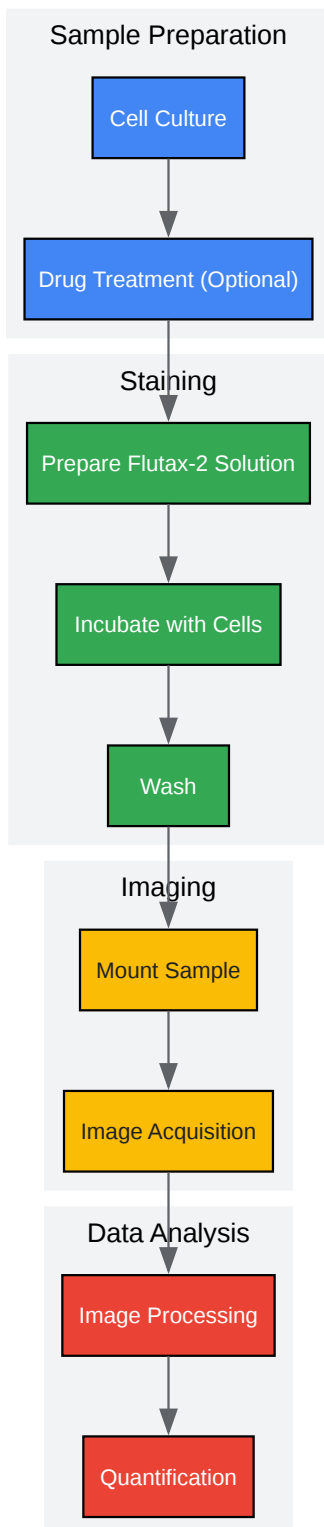 Sample Preparation
Cell Culture
Drug Treatment (Optional)
Staining
Prepare Flutax-2 Solution
Incubate with Cells
Wash
Imaging
Mount Sample
Image Acquisition
Data Analysis
Image Processing
Quantification